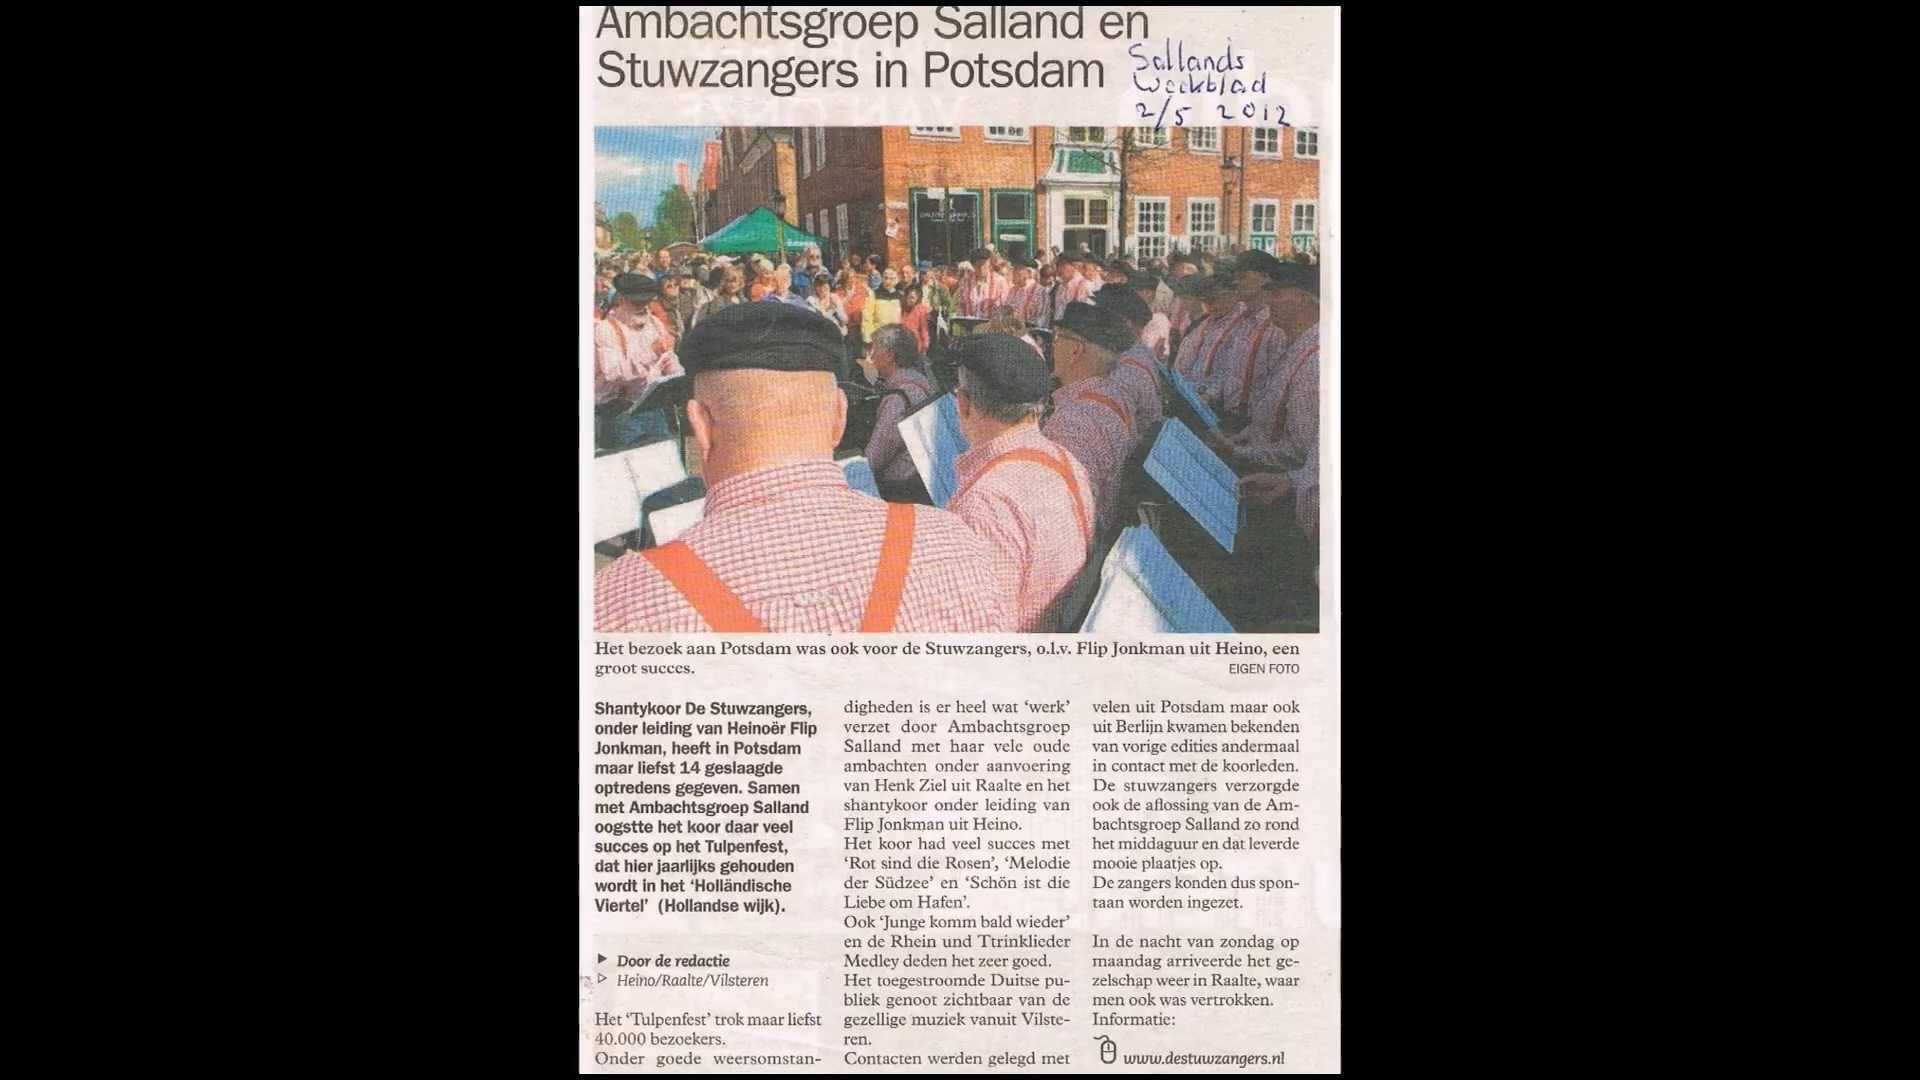 Ambachtsgroep Salland en
Stuwzangers in Potsdam
Sallands
Weekblad
2/5 2012
Het bezoek aan Potsdam was ook voor de Stuwzangers, o.l.v. Flip Jonkman uit Heino, een
groot succes.
EIGEN FOTO
Shantykoor De Stuwzangers,
onder leiding van Heinoër Flip
Jonkman, heeft in Potsdam
maar liefst 14 geslaagde
optredens gegeven. Samen
met Ambachtsgroep Salland
oogstte het koor daar veel
succes op het Tulpenfest,
dat hier jaarlijks gehouden
wordt in het ‘Holländische
Viertel’ (Hollandse wijk).
Door de redactie
Heino/Raalte/Vilsteren
Het ‘Tulpenfest’ trok maar liefst
40.000 bezoekers.
Onder goede weersomstan-
digheden is er heel wat ‘werk’
verzet door Ambachtsgroep
Salland met haar vele oude
ambachten onder aanvoering
van Henk Ziel uit Raalte en het
shantykoor onder leiding van
Flip Jonkman uit Heino.
Het koor had veel succes met
‘Rot sind die Rosen’, ‘Melodie
der Südzee’ en ‘Schön ist die
Liebe om Hafen’.
Ook ‘Junge komm bald wieder’
en de Rhein und Ttrinklieder
Medley deden het zeer goed.
Het toegestroomde Duitse pu-
bliek genoot zichtbaar van de
gezellige muziek vanuit Vilste-
ren.
Contacten werden gelegd met
velen uit Potsdam maar ook
uit Berlijn kwamen bekenden
van vorige edities andermaal
in contact met de koorleden.
De stuwzangers verzorgde
ook de aflossing van de Am-
bachtsgroep Salland zo rond
het middaguur en dat leverde
mooie plaatjes op.
De zangers konden dus spon-
taan worden ingezet.
In de nacht van zondag op
maandag arriveerde het ge-
zelschap weer in Raalte, waar
men ook was vertrokken.
Informatie:
www.destuwzangers.nl